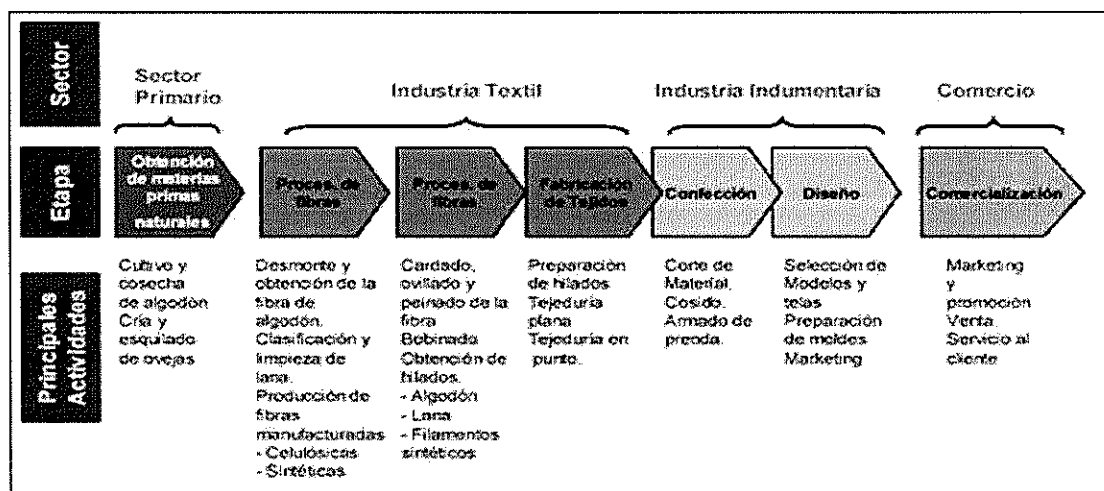 Sector
Sector
Primario
Industria Textil
Industria Indumentaria
Comercio
Etapa
Obtención
de materias
primas
naturales
Proces. de
fibras
Proces. de
fibras
Fabricación
de Tejidos
Confección
Diseño
Comercialización
Principales
Actividades
Cultivo y
cosecha
de algodón
Cría y
esquilado
de ovejas
Desmonte y
obtención de la
fibra de
algodón.
Clasificación y
limpieza de
lana.
Producción de
fibras
manufacturadas
- Celulósicas
- Sintéticas
Cardado,
ovillado y
peinado de la
fibra
Bobinado
Obtención de
hilados.
- Algodón
- Lana
- Filamentos
sintéticos
Preparación
de hilados
Tejeduría
plana
Tejeduría en
punto.
Corte de
Material.
Cosido.
Armado de
prenda.
Selección de
Modelos y
telas
Preparación
de moldes
Marketing
Marketing
y
promoción
Venta.
Servicio al
cliente